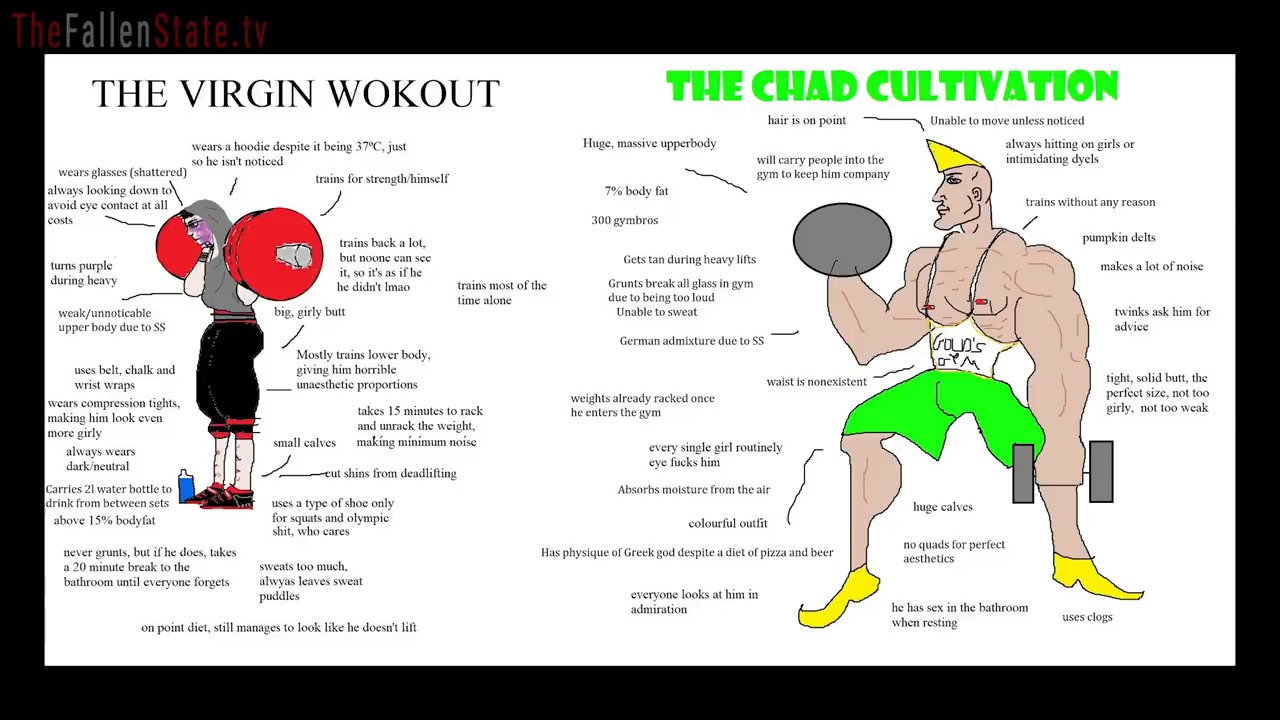 TheFallenState.tv
THE VIRGIN WOKOUT
wears a hoodie despite it being 37ºC, just
so he isn't noticed
wears glasses (shattered)
trains for strength/himself
always looking down to
avoid eye contact at all
costs
trains back a lot,
but noone can see
it, so it's as if he
he didn't lmao
turns purple
during heavy
trains most of the
time alone
weak/unnoticable
upper body due to SS
big, girly butt
Mostly trains lower body,
giving him horrible
unaesthetic proportions
uses belt, chalk and
wrist wraps
wears compression tights,
making him look even
more girly
takes 15 minutes to rack
and unrack the weight,
making minimum noise
small calves
always wears
dark/neutral
cut shins from deadlifting
Carries 2l water bottle to
drink from between sets
above 15% bodyfat
uses a type of shoe only
for squats and olympic
shit, who cares
never grunts, but if he does, takes
a 20 minute break to the
bathroom until everyone forgets
sweats too much,
alwyas leaves sweat
puddles
on point diet, still manages to look like he doesn't lift
THE CHAD CULTIVATION
hair is on point
Unable to move unless noticed
Huge, massive upperbody
always hitting on girls or
intimidating dyels
will carry people into the
gym to keep him company
7% body fat
trains without any reason
300 gymbros
pumpkin delts
Gets tan during heavy lifts
makes a lot of noise
Grunts break all glass in gym
due to being too loud
Unable to sweat
twinks ask him for
advice
German admixture due to SS
GOLD'S
GYM
waist is nonexistent
tight, solid butt, the
perfect size, not too
girly, not too weak
weights already racked once
he enters the gym
every single girl routinely
eye fucks him
Absorbs moisture from the air
huge calves
colourful outfit
no quads for perfect
aesthetics
Has physique of Greek god despite a diet of pizza and beer
everyone looks at him in
admiration
he has sex in the bathroom
when resting
uses clogs